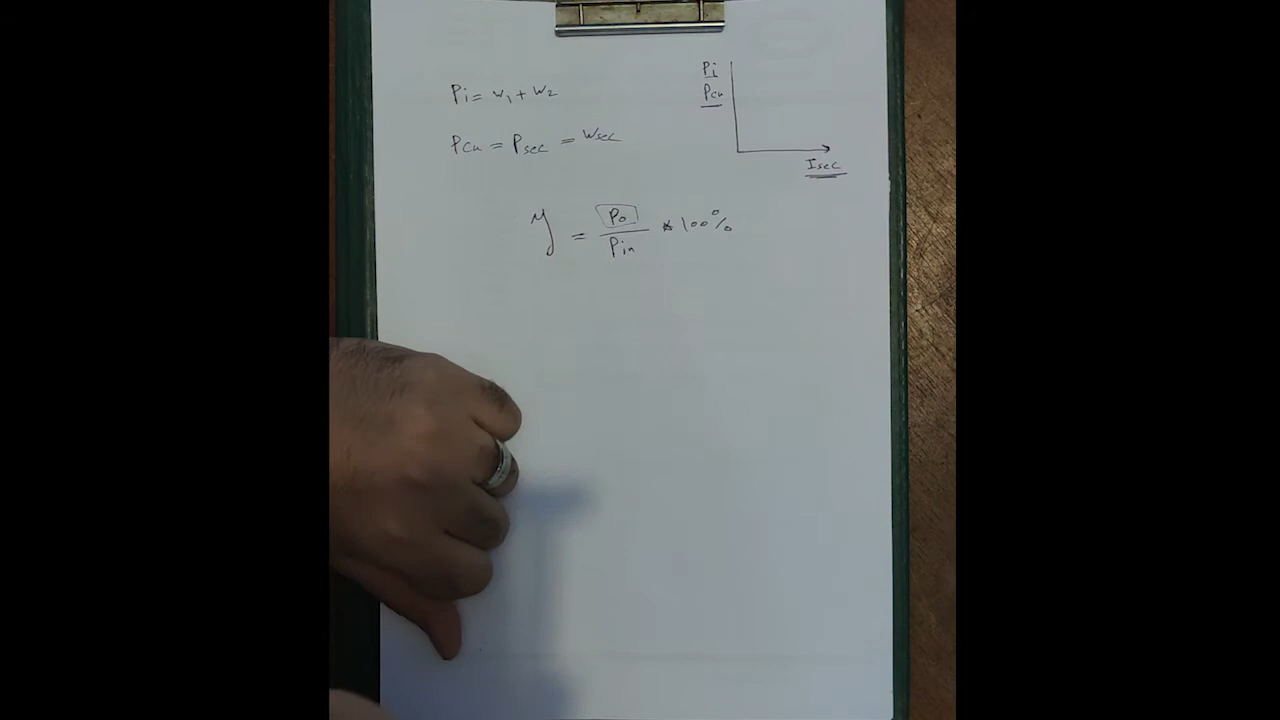 Pi = W1 + W2
Pcu = Psec = Wsec
Pi
Pcu
Isec
η = Po / Pin * 100%